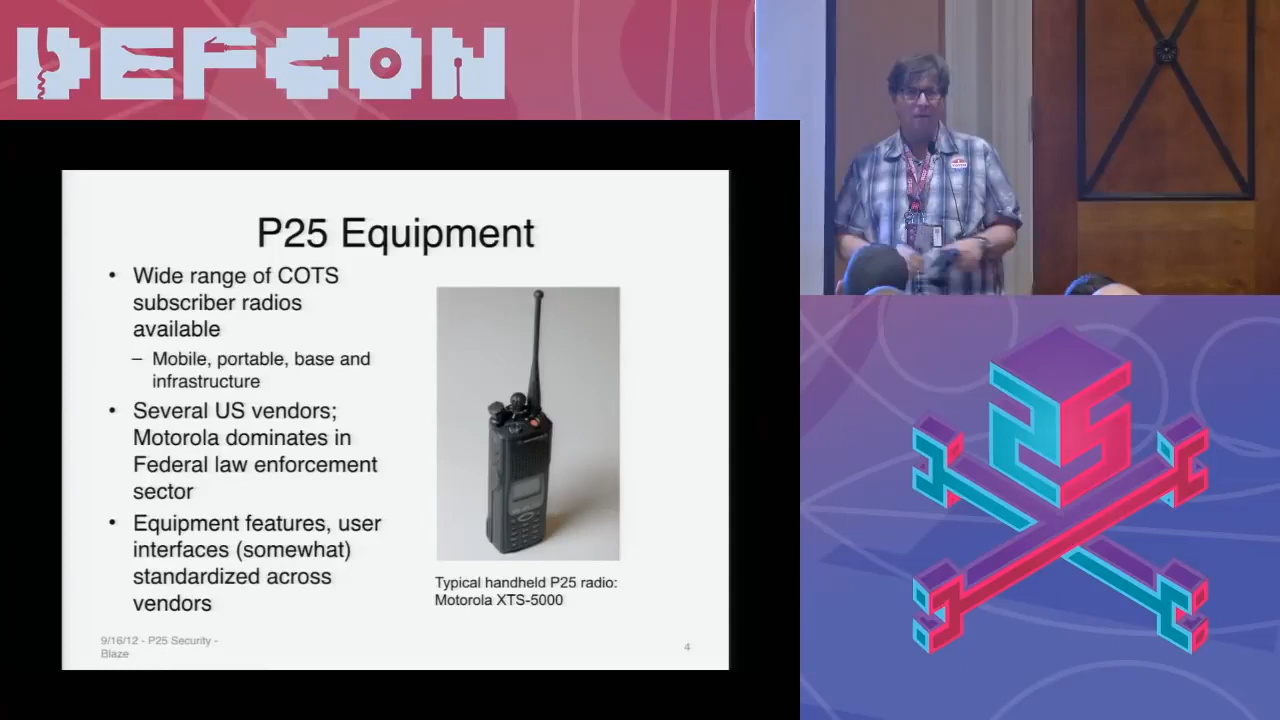 DEFCON
P25 Equipment
• Wide range of COTS
subscriber radios
available
– Mobile, portable, base and
infrastructure
• Several US vendors;
Motorola dominates in
Federal law enforcement
sector
• Equipment features, user
interfaces (somewhat)
standardized across
vendors
Typical handheld P25 radio:
Motorola XTS-5000
9/16/12 - P25 Security -
Blaze
4
25